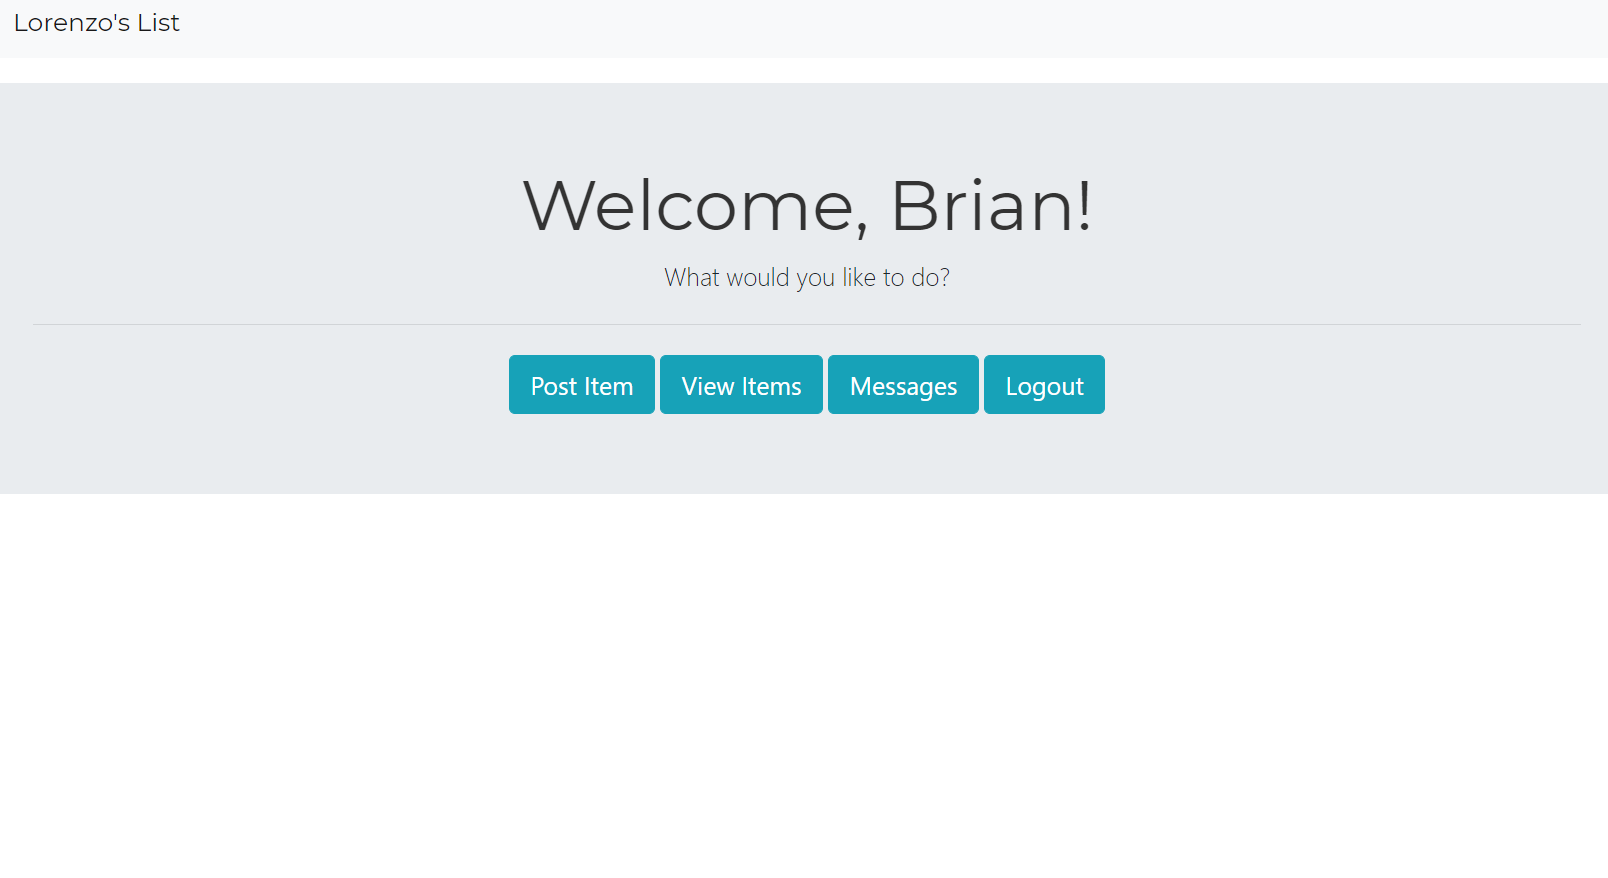 Lorenzo's List
Welcome, Brian!
What would you like to do?
Post Item View Items Messages Logout